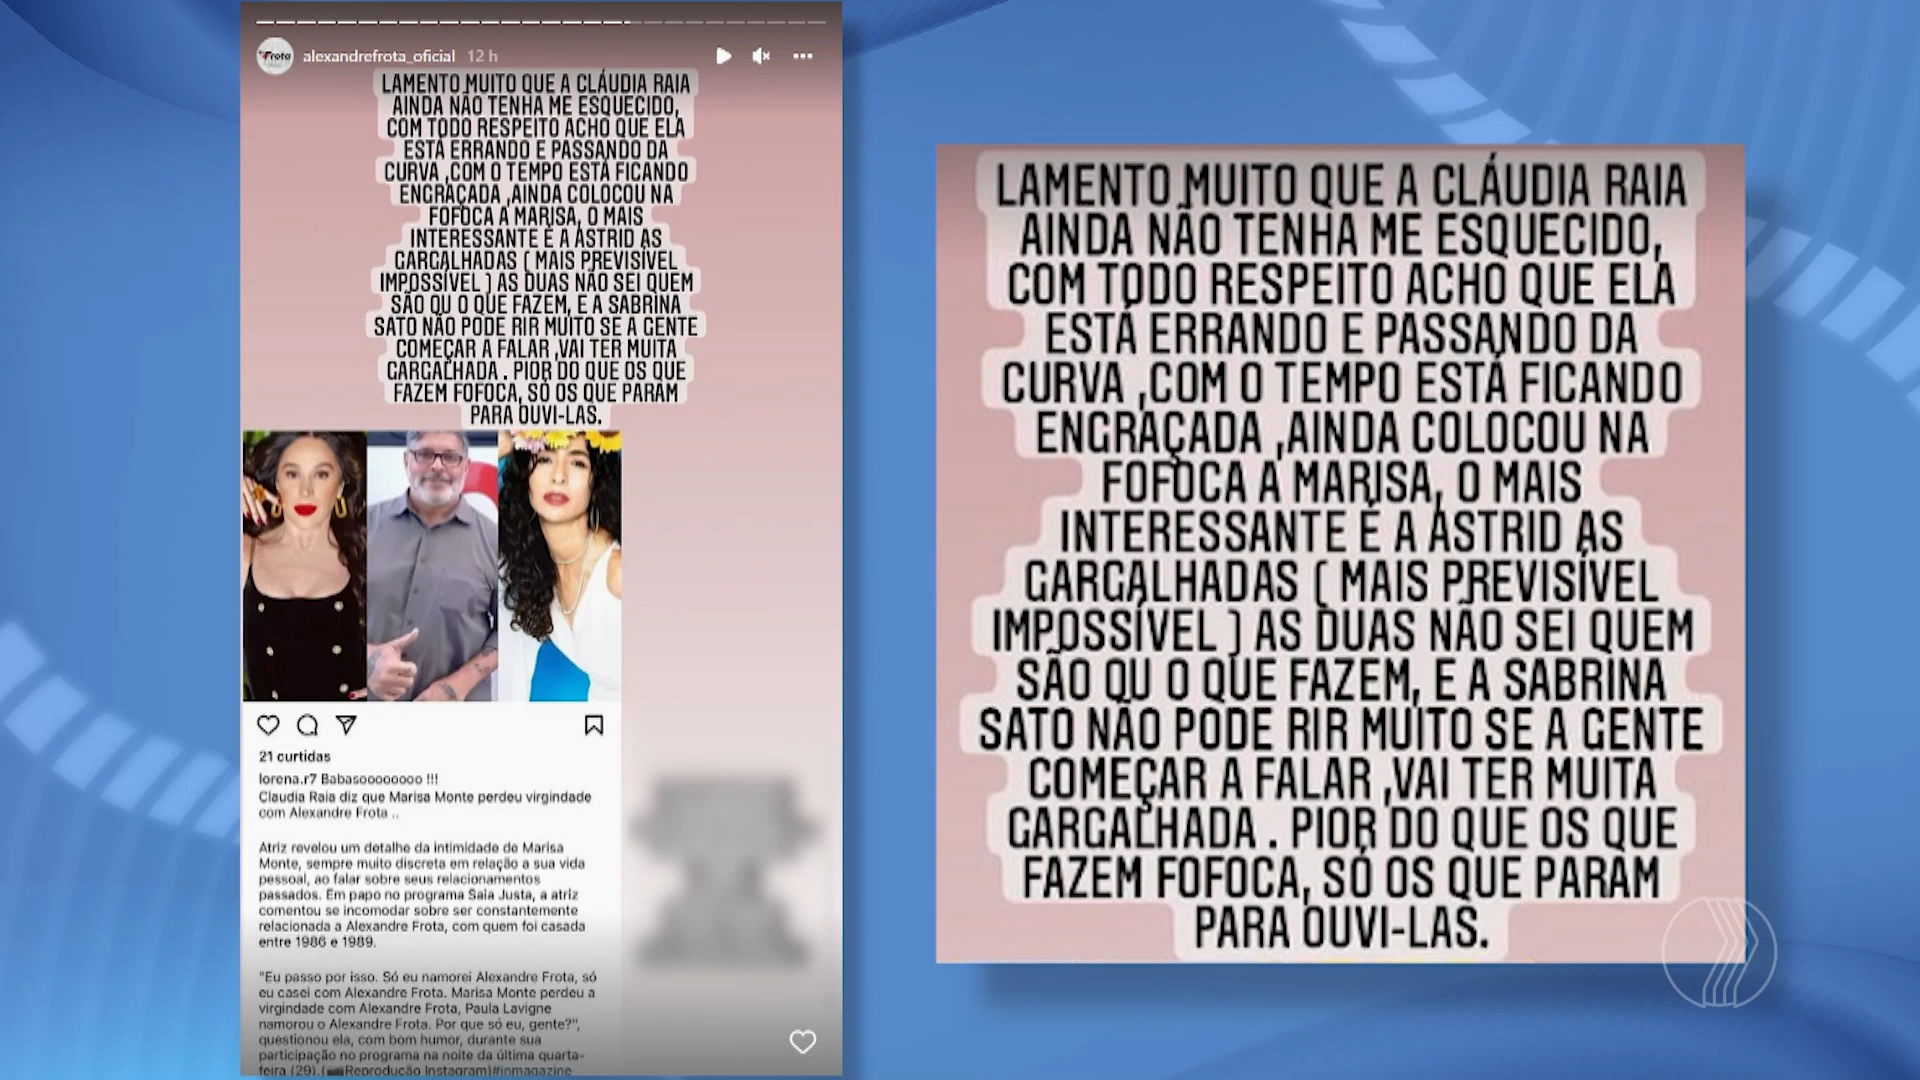 Frota
alexandrefrota_oficial 12 h
LAMENTO MUITO QUE A CLÁUDIA RAIA
AINDA NÃO TENHA ME ESQUECIDO,
COM TODO RESPEITO ACHO QUE ELA
ESTÁ ERRANDO E PASSANDO DA
CURVA ,COM O TEMPO ESTÁ FICANDO
ENGRAÇADA ,AINDA COLOCOU NA
FOFOCA A MARISA, O MAIS
INTERESSANTE É A ASTRID AS
GARGALHADAS ( MAIS PREVISÍVEL
IMPOSSÍVEL ) AS DUAS NÃO SEI QUEM
SÃO OU O QUE FAZEM, E A SABRINA
SATO NÃO PODE RIR MUITO SE A GENTE
COMEÇAR A FALAR ,VAI TER MUITA
GARGALHADA . PIOR DO QUE OS QUE
FAZEM FOFOCA, SÓ OS QUE PARAM
PARA OUVI-LAS.
21 curtidas
lorena.r7 Babasoooooooo !!!
Claudia Raia diz que Marisa Monte perdeu virgindade
com Alexandre Frota ..
Atriz revelou um detalhe da intimidade de Marisa
Monte, sempre muito discreta em relação a sua vida
pessoal, ao falar sobre seus relacionamentos
passados. Em papo no programa Saia Justa, a atriz
comentou se incomodar sobre ser constantemente
relacionada a Alexandre Frota, com quem foi casada
entre 1986 e 1989.
"Eu passo por isso. Só eu namorei Alexandre Frota, só
eu casei com Alexandre Frota. Marisa Monte perdeu a
virgindade com Alexandre Frota, Paula Lavigne
namorou o Alexandre Frota. Por que só eu, gente?",
questionou ela, com bom humor, durante sua
participação no programa na noite da última quarta-
feira (29).(📷Reprodução Instagram)#inmagazine
LAMENTO MUITO QUE A CLÁUDIA RAIA
AINDA NÃO TENHA ME ESQUECIDO,
COM TODO RESPEITO ACHO QUE ELA
ESTÁ ERRANDO E PASSANDO DA
CURVA ,COM O TEMPO ESTÁ FICANDO
ENGRAÇADA ,AINDA COLOCOU NA
FOFOCA A MARISA, O MAIS
INTERESSANTE É A ASTRID AS
GARGALHADAS ( MAIS PREVISÍVEL
IMPOSSÍVEL ) AS DUAS NÃO SEI QUEM
SÃO OU O QUE FAZEM, E A SABRINA
SATO NÃO PODE RIR MUITO SE A GENTE
COMEÇAR A FALAR ,VAI TER MUITA
GARGALHADA . PIOR DO QUE OS QUE
FAZEM FOFOCA, SÓ OS QUE PARAM
PARA OUVI-LAS.